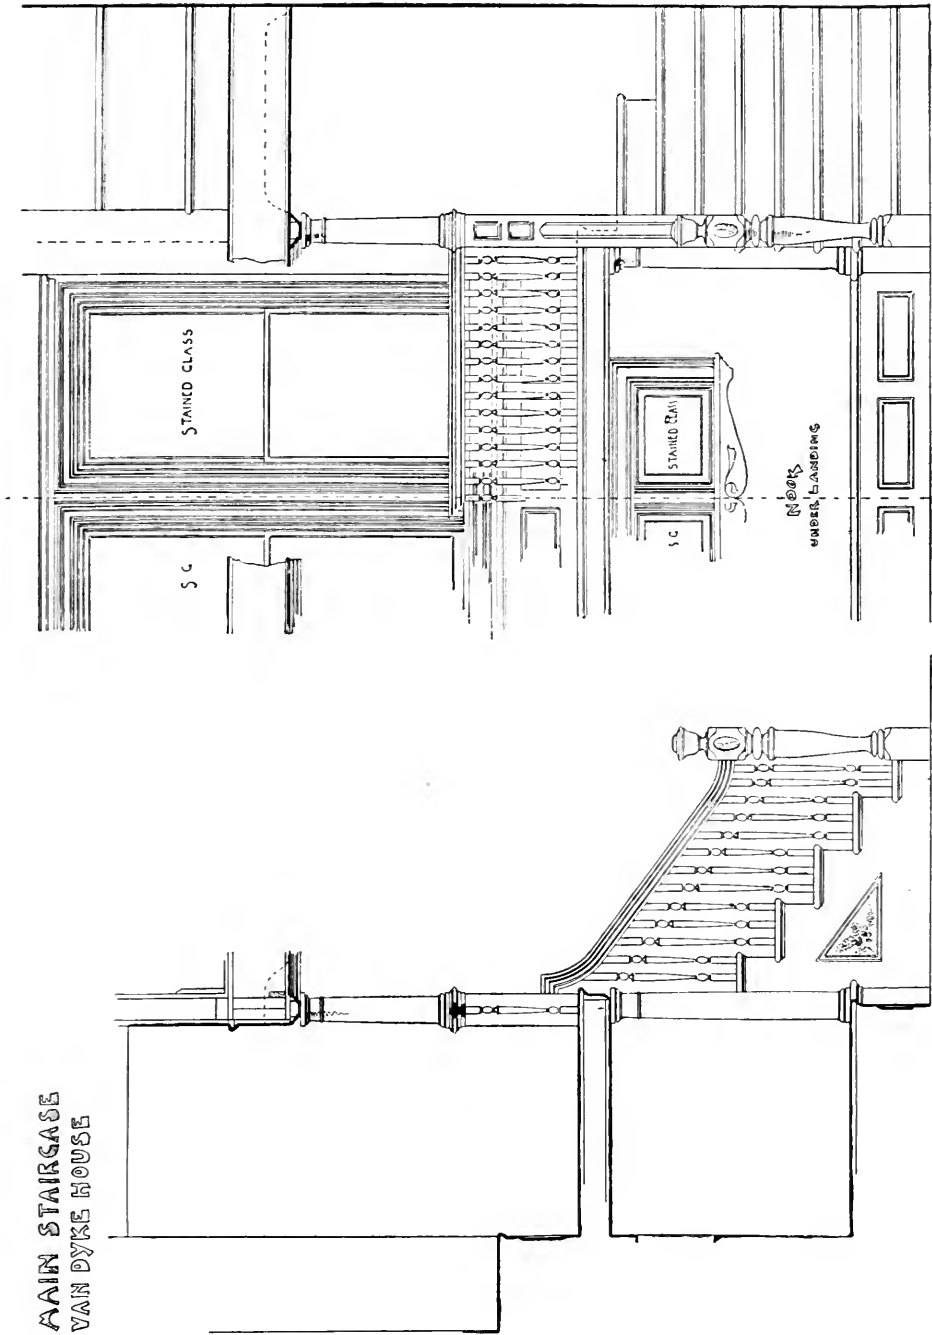 MAIN STAIRCASE
VAN DYKE HOUSE
STAINED GLASS
S G
STAINED GLASS
S G
NOOK
UNDER LANDING